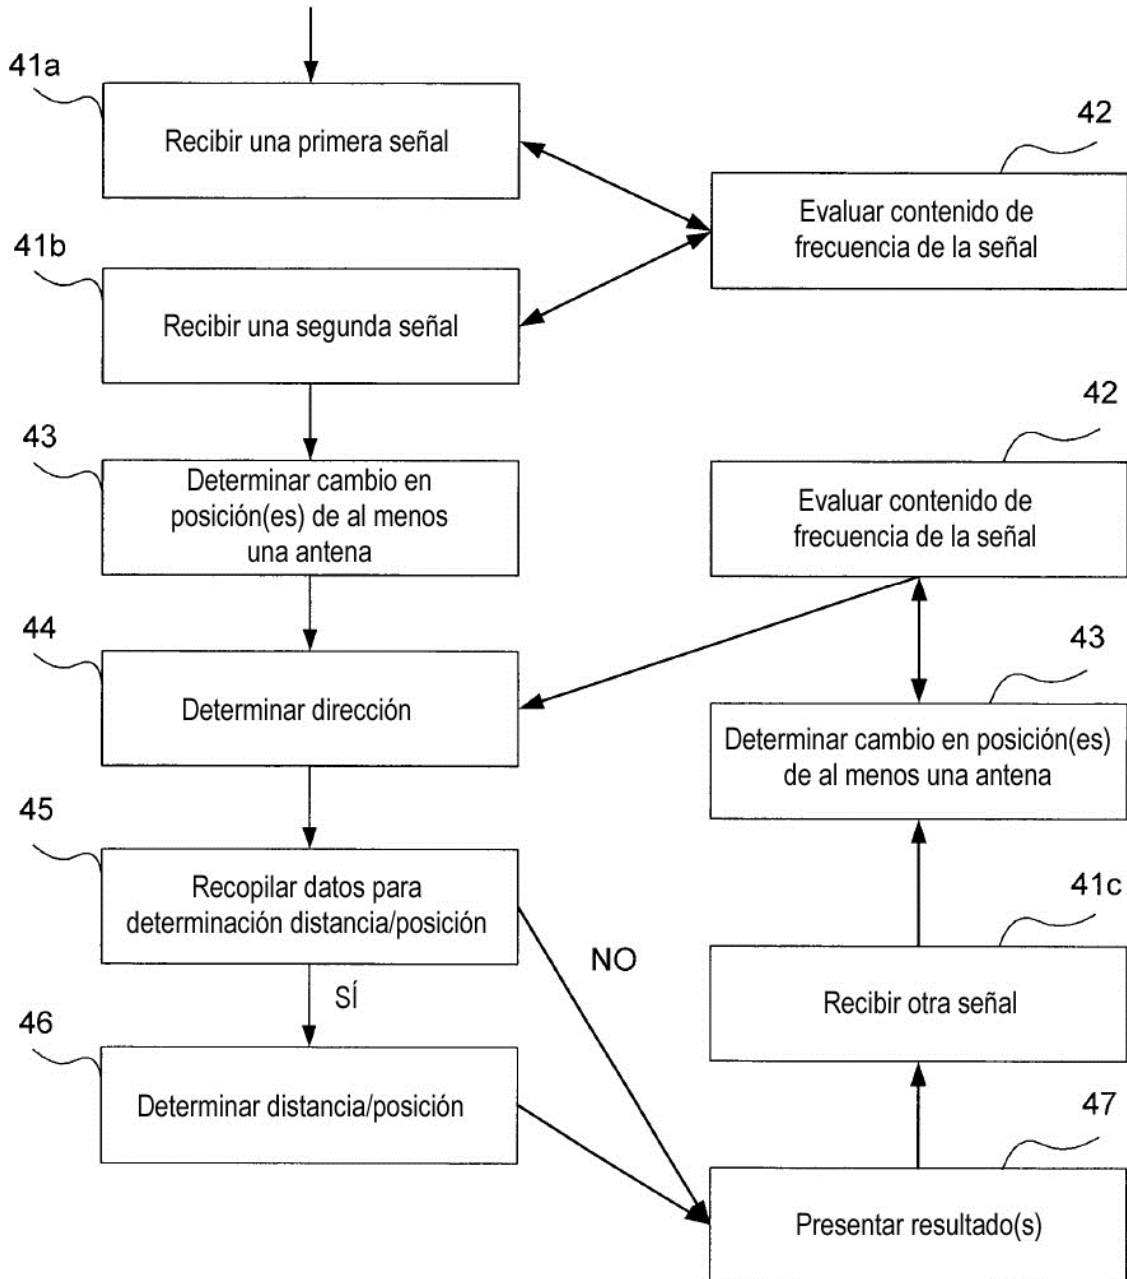 41a
Recibir una primera señal
42
Evaluar contenido de
frecuencia de la señal
41b
Recibir una segunda señal
43
Determinar cambio en
posición(es) de al menos
una antena
42
Evaluar contenido de
frecuencia de la señal
44
Determinar dirección
43
Determinar cambio en posición(es)
de al menos una antena
45
Recopilar datos para
determinación distancia/posición
NO
SÍ
41c
Recibir otra señal
46
Determinar distancia/posición
47
Presentar resultado(s)